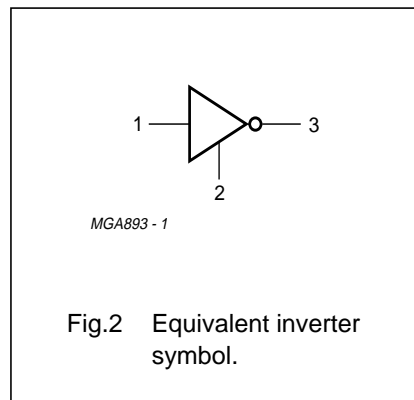 1
3
2
MGA893 - 1
Fig.2 Equivalent inverter
symbol.